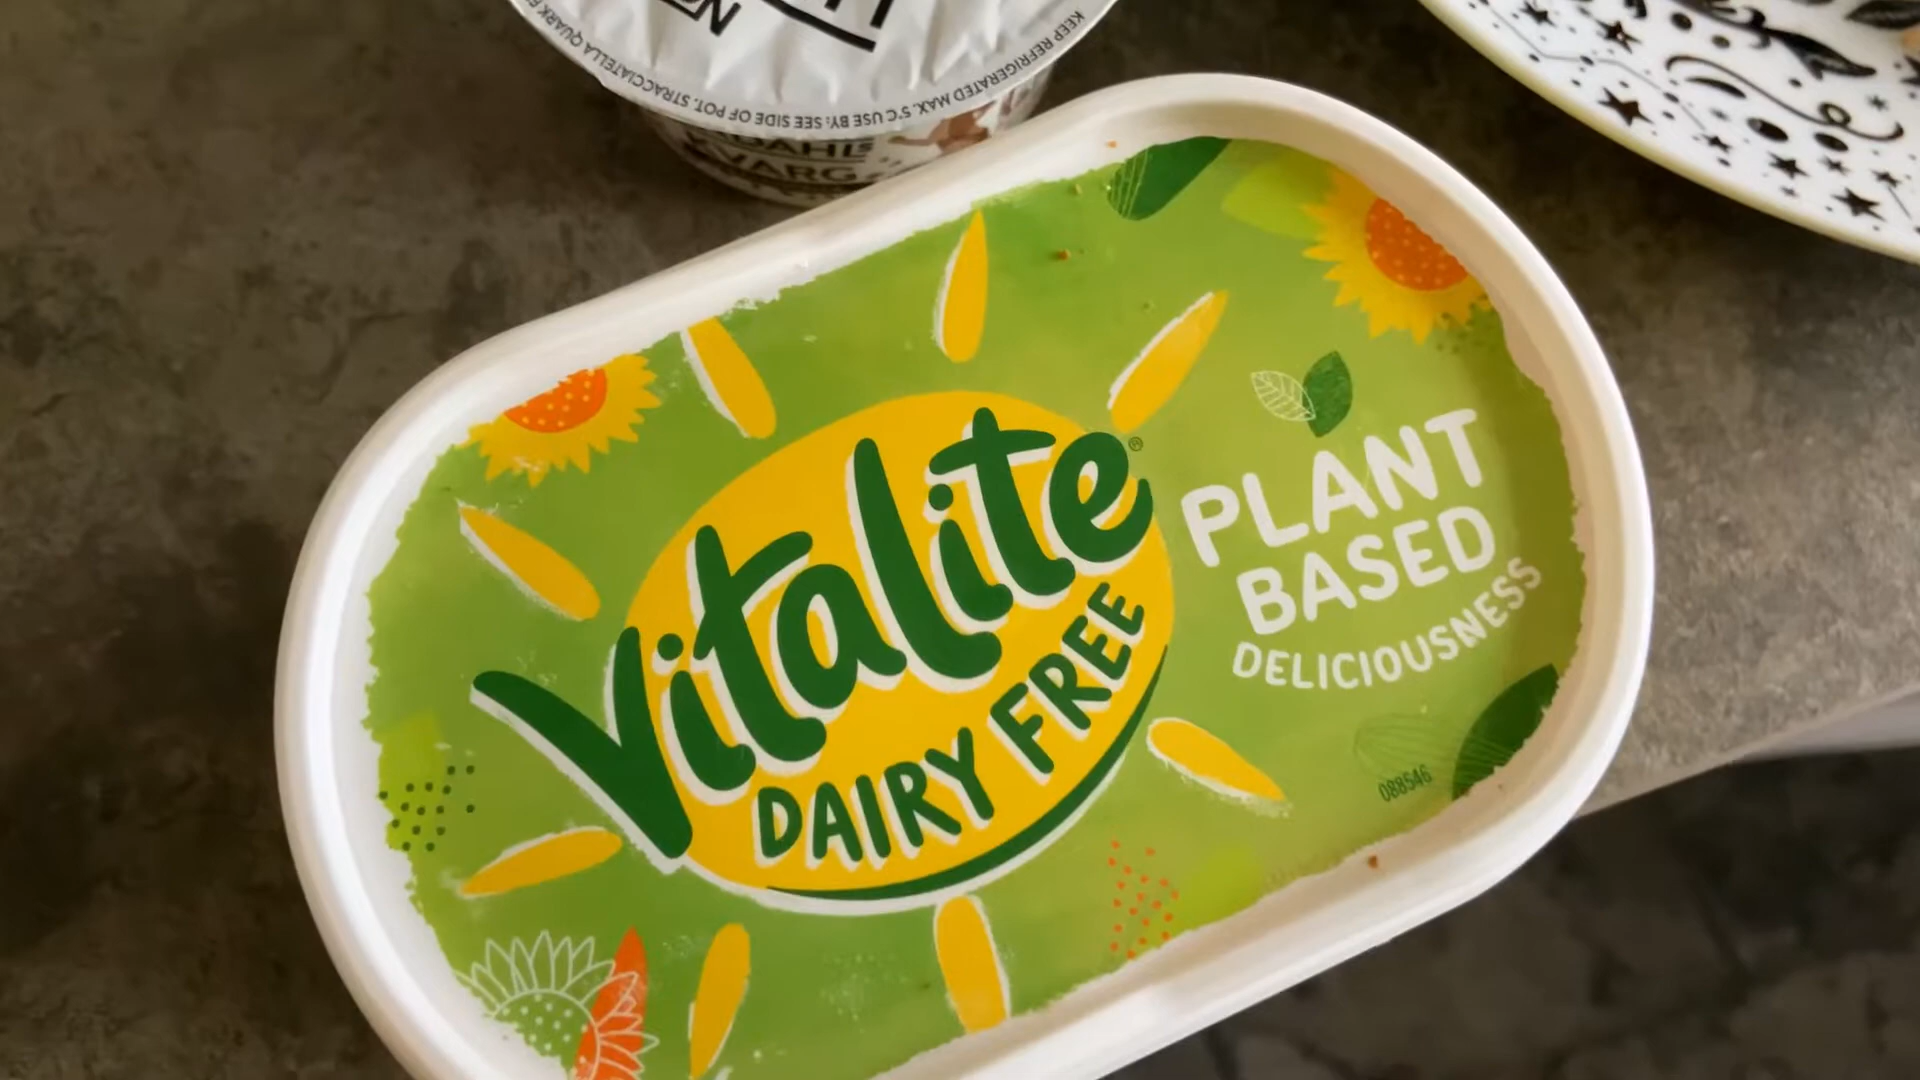 KEEP REFRIGERATED MAX. 5°C USE BY: SEE SIDE OF POT. STRACCIATELLA QUARK
KVARG
Vitalite®
DAIRY FREE
PLANT
BASED
DELICIOUSNESS
088546